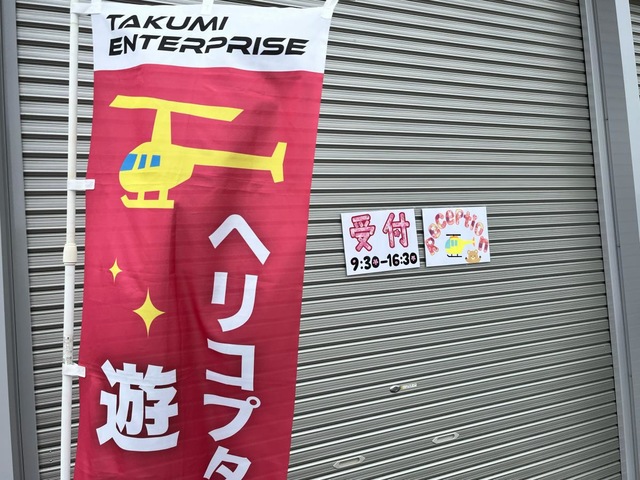 TAKUMI
ENTERPRISE
ヘリコプタ
遊
受付
9:30-16:30
Reception